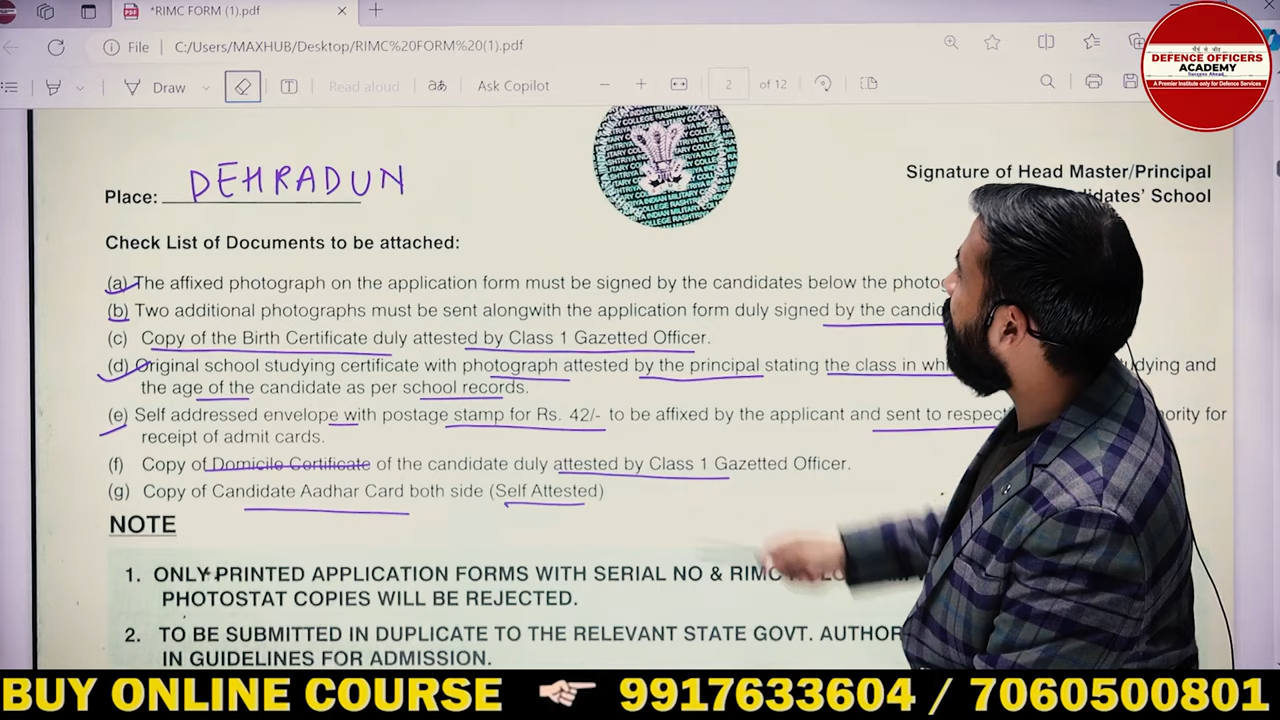 *RIMC FORM (1).pdf
File C:/Users/MAXHUB/Desktop/RIMC%20FORM%20(1).pdf
Draw Read aloud Ask Copilot 2 of 12
DEFENCE OFFICERS
ACADEMY
Success Ahead
A Premier Institute only for Defence Services
Place: DEHRADUN
Signature of Head Master/Principal
School
Check List of Documents to be attached:
(a) The affixed photograph on the application form must be signed by the candidates below the
(b) Two additional photographs must be sent alongwith the application form duly signed by the
(c) Copy of the Birth Certificate duly attested by Class 1 Gazetted Officer.
(d) Original school studying certificate with photograph attested by the principal stating the class in and
the age of the candidate as per school records.
(e) Self addressed envelope with postage stamp for Rs. 42/- to be affixed by the applicant and sent to for
receipt of admit cards.
(f) Copy of Domicile Certificate of the candidate duly attested by Class 1 Gazetted Officer.
(g) Copy of Candidate Aadhar Card both side (Self Attested)
NOTE
1. ONLY PRINTED APPLICATION FORMS WITH SERIAL NO &
PHOTOSTAT COPIES WILL BE REJECTED.
2. TO BE SUBMITTED IN DUPLICATE TO THE RELEVANT STATE GOVT.
IN GUIDELINES FOR ADMISSION.
BUY ONLINE COURSE 9917633604 / 7060500801